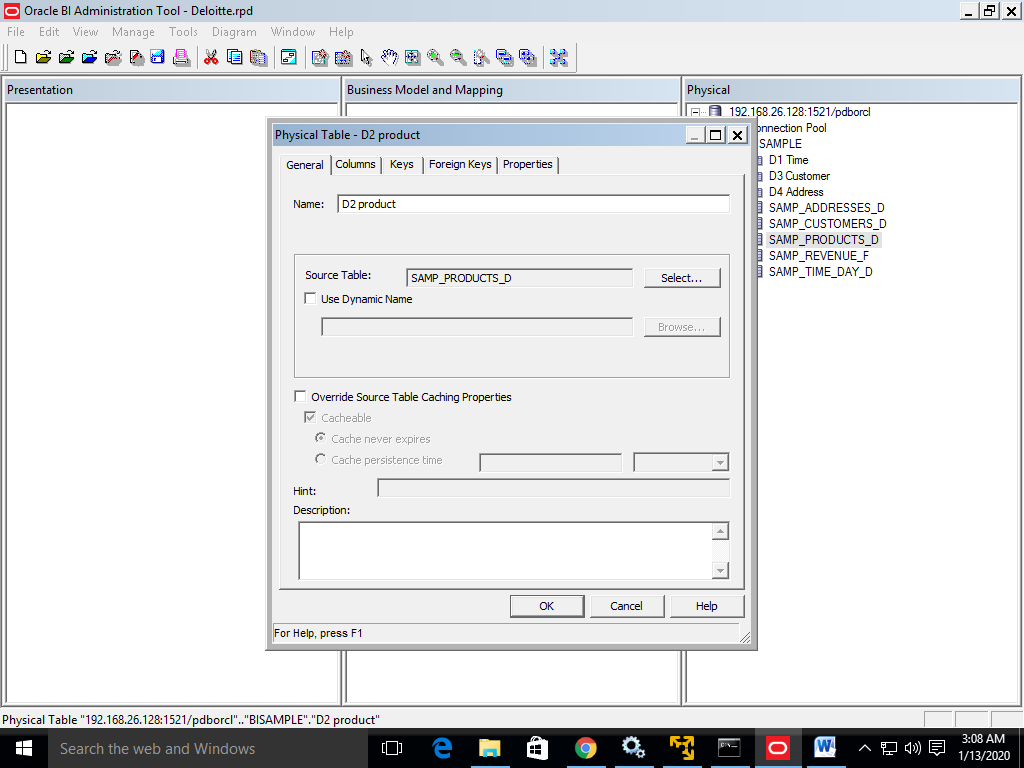 Oracle BI Administration Tool - Deloitte.rpd
File Edit View Manage Tools Diagram Window Help
Presentation
Business Model and Mapping
Physical
192.168.26.128:1521/pdborcl
onnection Pool
SAMPLE
D1 Time
D3 Customer
D4 Address
SAMP_ADDRESSES_D
SAMP_CUSTOMERS_D
SAMP_PRODUCTS_D
SAMP_REVENUE_F
SAMP_TIME_DAY_D
Physical Table - D2 product
General Columns Keys Foreign Keys Properties
Name: D2 product
Source Table: SAMP_PRODUCTS_D Select...
Use Dynamic Name
Browse...
Override Source Table Caching Properties
Cacheable
Cache never expires
Cache persistence time
Hint:
Description:
OK Cancel Help
For Help, press F1
Physical Table "192.168.26.128:1521/pdborcl".."BISAMPLE"."D2 product"
Search the web and Windows
3:08 AM
1/13/2020